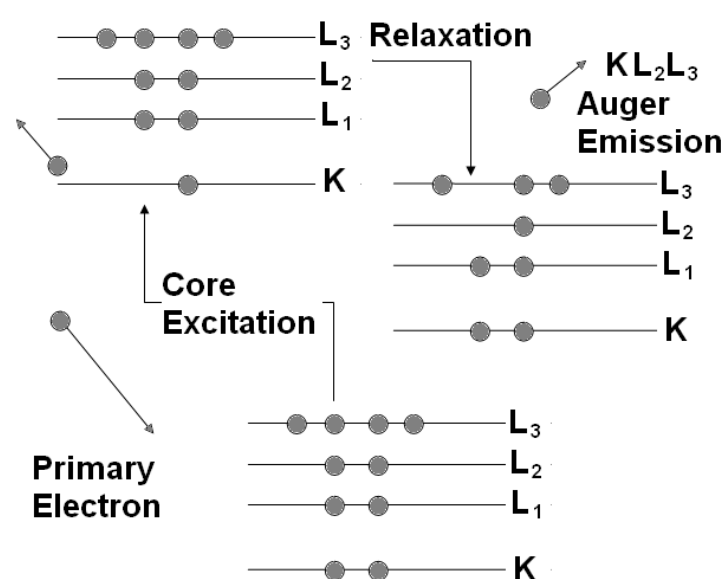 L₃
L₂
L₁
K
Relaxation
KL₂L₃
Auger
Emission
L₃
L₂
L₁
K
Core
Excitation
Primary
Electron
L₃
L₂
L₁
K